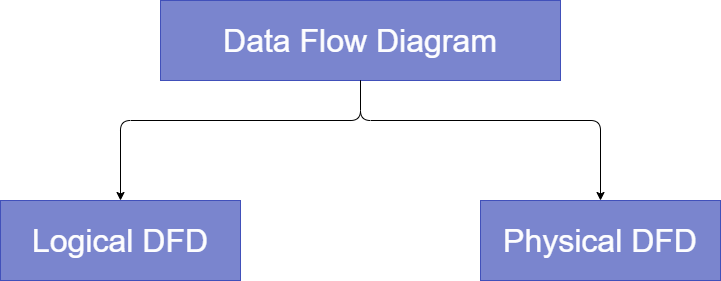 Data Flow Diagram
Logical DFD
Physical DFD